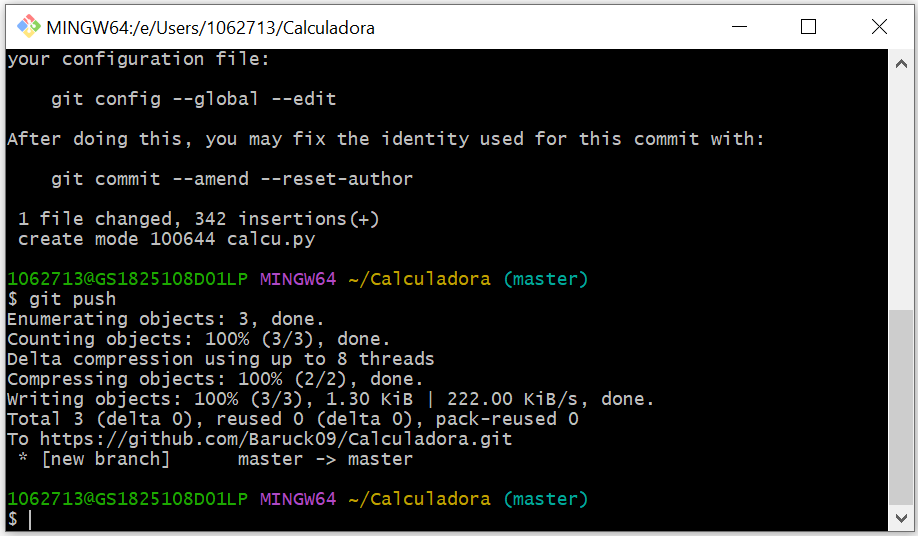 MINGW64:/e/Users/1062713/Calculadora
your configuration file:
git config --global --edit
After doing this, you may fix the identity used for this commit with:
git commit --amend --reset-author
1 file changed, 342 insertions(+)
create mode 100644 calcu.py
1062713@GS1825108D01LP MINGW64 ~/Calculadora (master)
$ git push
Enumerating objects: 3, done.
Counting objects: 100% (3/3), done.
Delta compression using up to 8 threads
Compressing objects: 100% (2/2), done.
Writing objects: 100% (3/3), 1.30 KiB | 222.00 KiB/s, done.
Total 3 (delta 0), reused 0 (delta 0), pack-reused 0
To https://github.com/Baruck09/Calculadora.git
* [new branch]      master -> master
1062713@GS1825108D01LP MINGW64 ~/Calculadora (master)
$